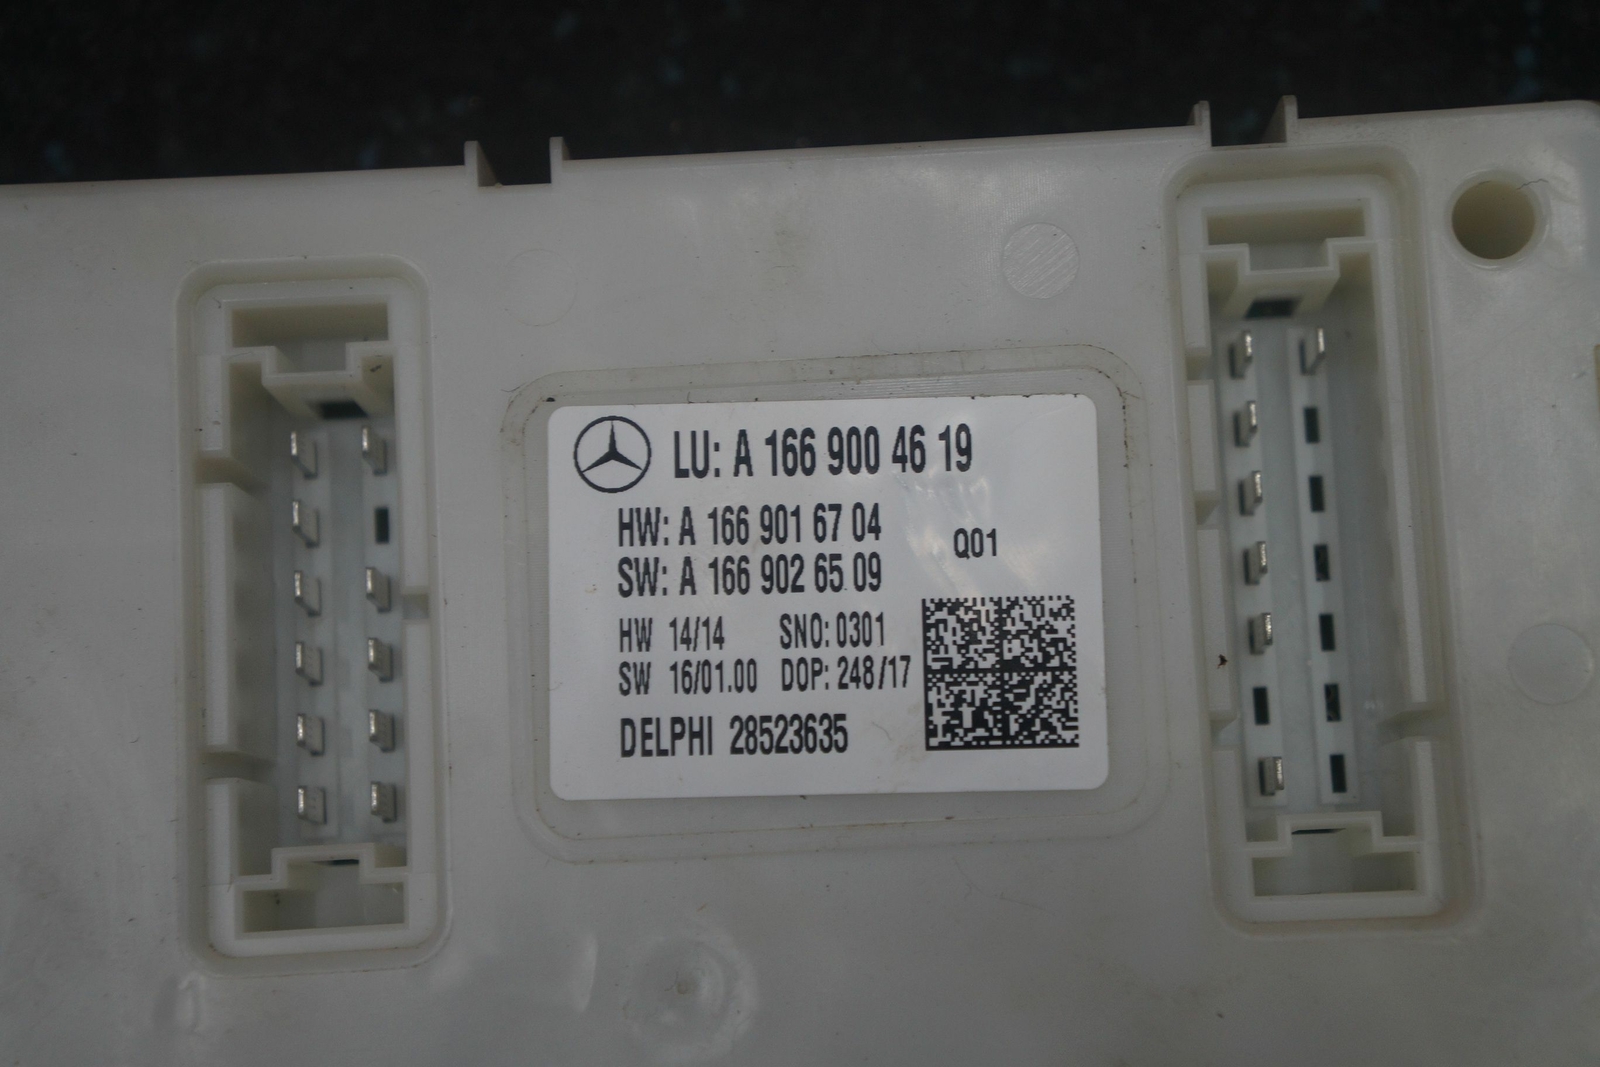 LU: A 166 900 46 19
HW: A 166 901 67 04
SW: A 166 902 65 09
Q01
HW 14/14 SNO: 0301
SW 16/01.00 DOP: 248/17
DELPHI 28523635